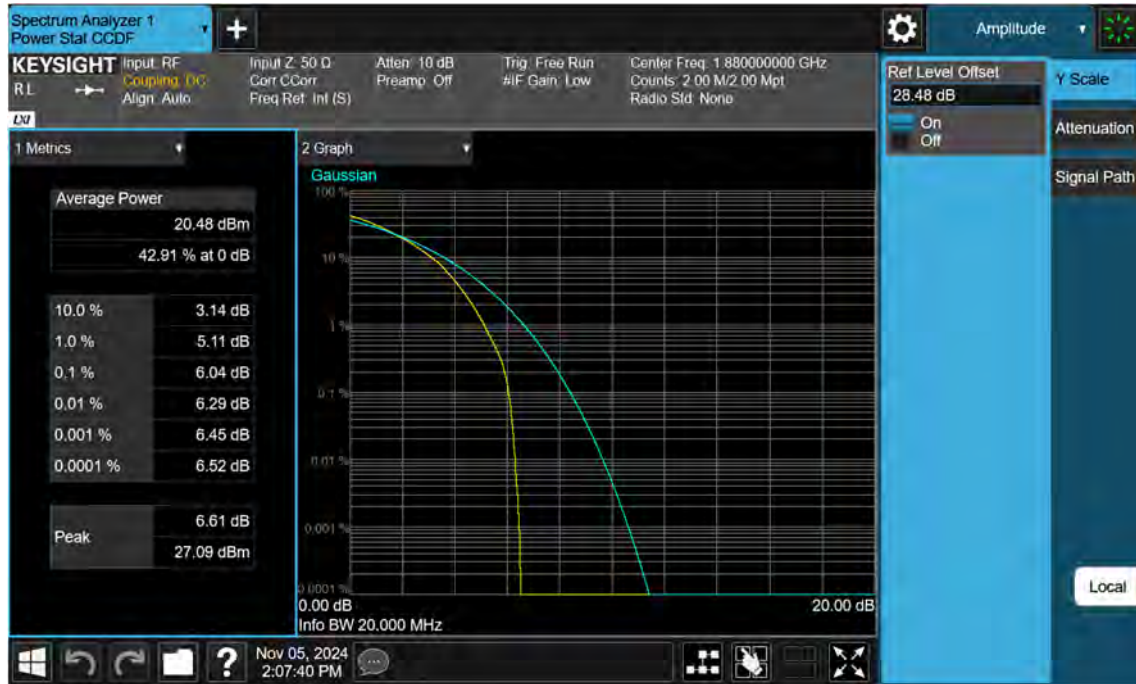 Spectrum Analyzer 1
Power Stat CCDF
Amplitude
KEYSIGHT
RL
LXI
Input: RF
Coupling: DC
Align: Auto
Input Z: 50 Ω
Corr CCorr
Freq Ref: Int (S)
Atten: 10 dB
Preamp: Off
Trig: Free Run
#IF Gain: Low
Center Freq: 1.880000000 GHz
Counts: 2.00 M/2.00 Mpt
Radio Std: None
Ref Level Offset
28.48 dB
On
Off
Y Scale
Attenuation
Signal Path
Local
1 Metrics
Average Power
20.48 dBm
42.91 % at 0 dB
10.0 % 3.14 dB
1.0 % 5.11 dB
0.1 % 6.04 dB
0.01 % 6.29 dB
0.001 % 6.45 dB
0.0001 % 6.52 dB
Peak
6.61 dB
27.09 dBm
2 Graph
Gaussian
100 %
10 %
1 %
0.1 %
0.01 %
0.001 %
0.0001 %
0.00 dB
20.00 dB
Info BW 20.000 MHz
?
Nov 05, 2024
2:07:40 PM